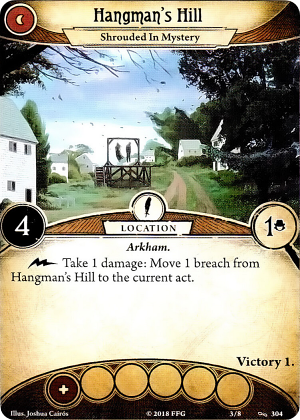 Hangman's Hill
Shrouded In Mystery
4
LOCATION
1
Arkham.
Take 1 damage: Move 1 breach from
Hangman's Hill to the current act.
Victory 1.
Illus. Joshua Cairós
© 2018 FFG
3/8
304